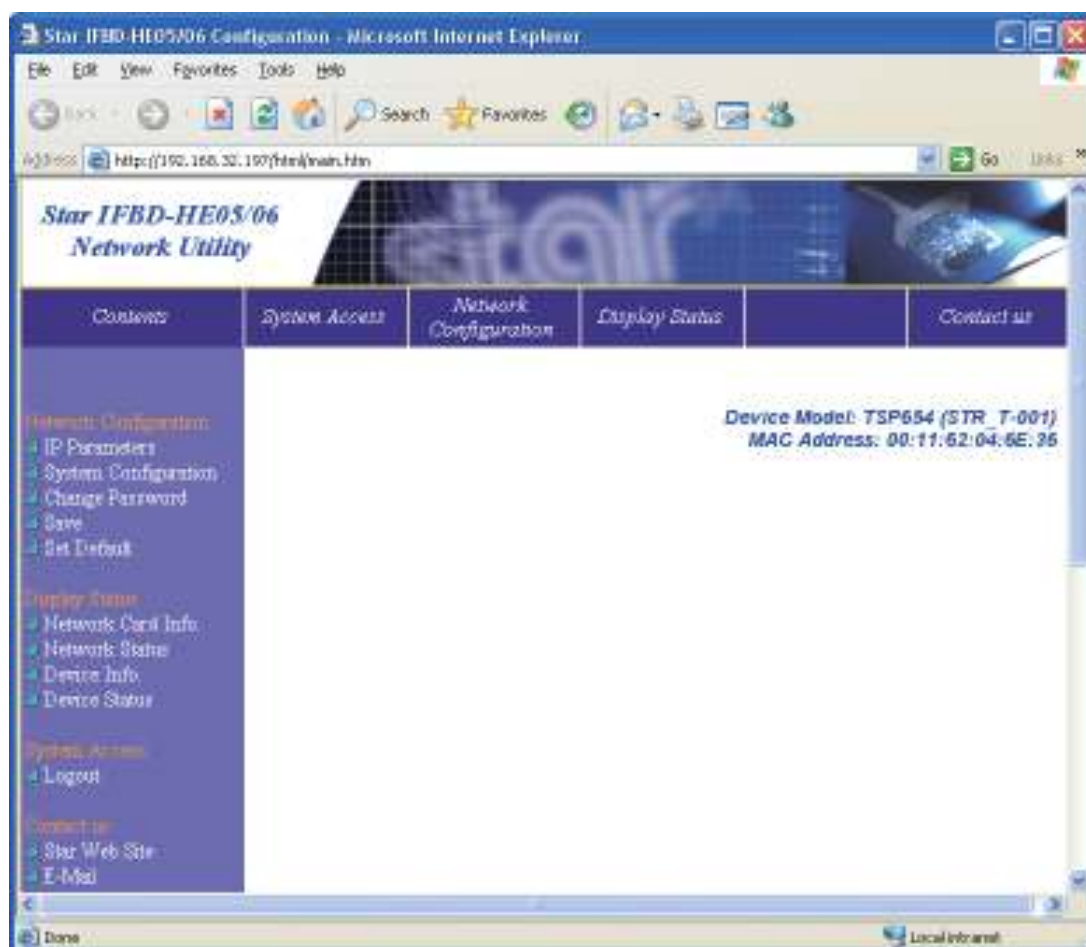 Star IFBD-HE05/06 Configuration - Microsoft Internet Explorer
File Edit View Favorites Tools Help
Back Search Favorites
Address http://192.168.32.197/html/main.htm Go Links
Star IFBD-HE05/06
Network Utility
star
Contents System Access Network Configuration Display Status Contact us
Device Model: TSP654 (STR_T-001)
MAC Address: 00:11:62:04:6E:36
Network Configuration
IP Parameters
System Configuration
Change Password
Save
Set Default
Display Status
Network Card Info.
Network Status
Device Info.
Device Status
System Access
Logout
Contact us
Star Web Site
E-Mail
Done Local intranet